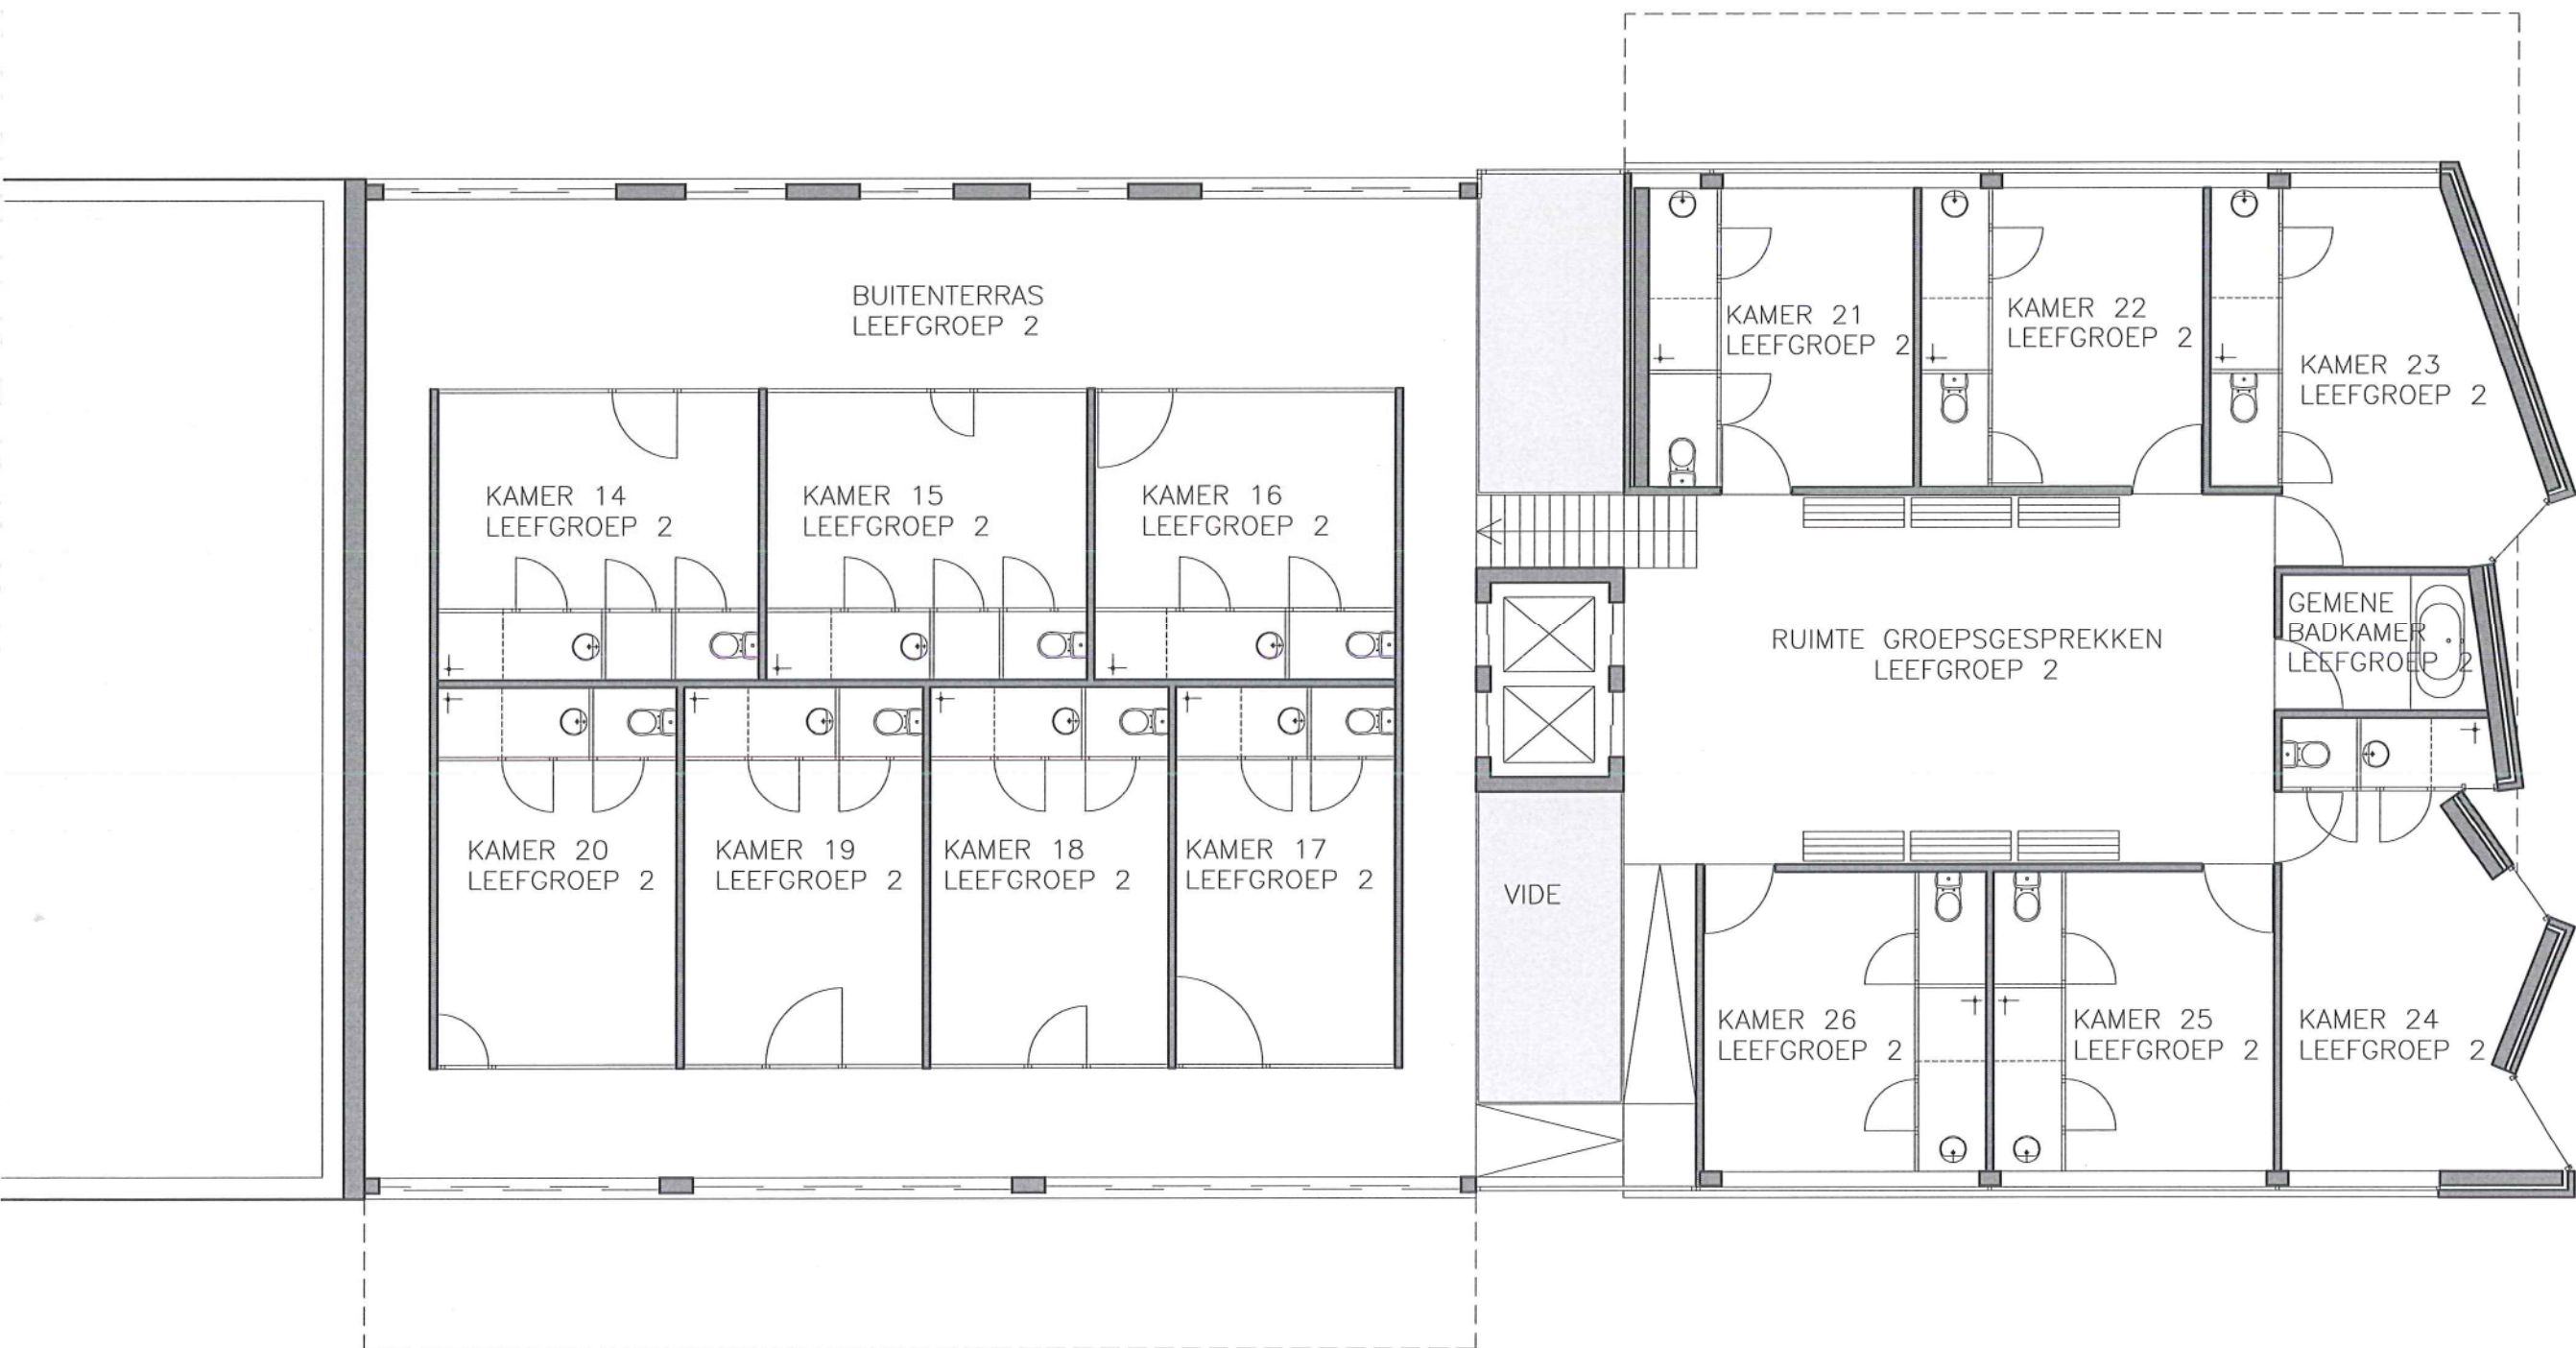 BUITENTERRAS
LEEFGROEP 2
KAMER 21
LEEFGROEP 2
KAMER 22
LEEFGROEP 2
KAMER 23
LEEFGROEP 2
KAMER 14
LEEFGROEP 2
KAMER 15
LEEFGROEP 2
KAMER 16
LEEFGROEP 2
GEMENE
BADKAMER
LEEFGROEP 2
RUIMTE GROEPSGESPREKKEN
LEEFGROEP 2
KAMER 20
LEEFGROEP 2
KAMER 19
LEEFGROEP 2
KAMER 18
LEEFGROEP 2
KAMER 17
LEEFGROEP 2
VIDE
KAMER 26
LEEFGROEP 2
KAMER 25
LEEFGROEP 2
KAMER 24
LEEFGROEP 2